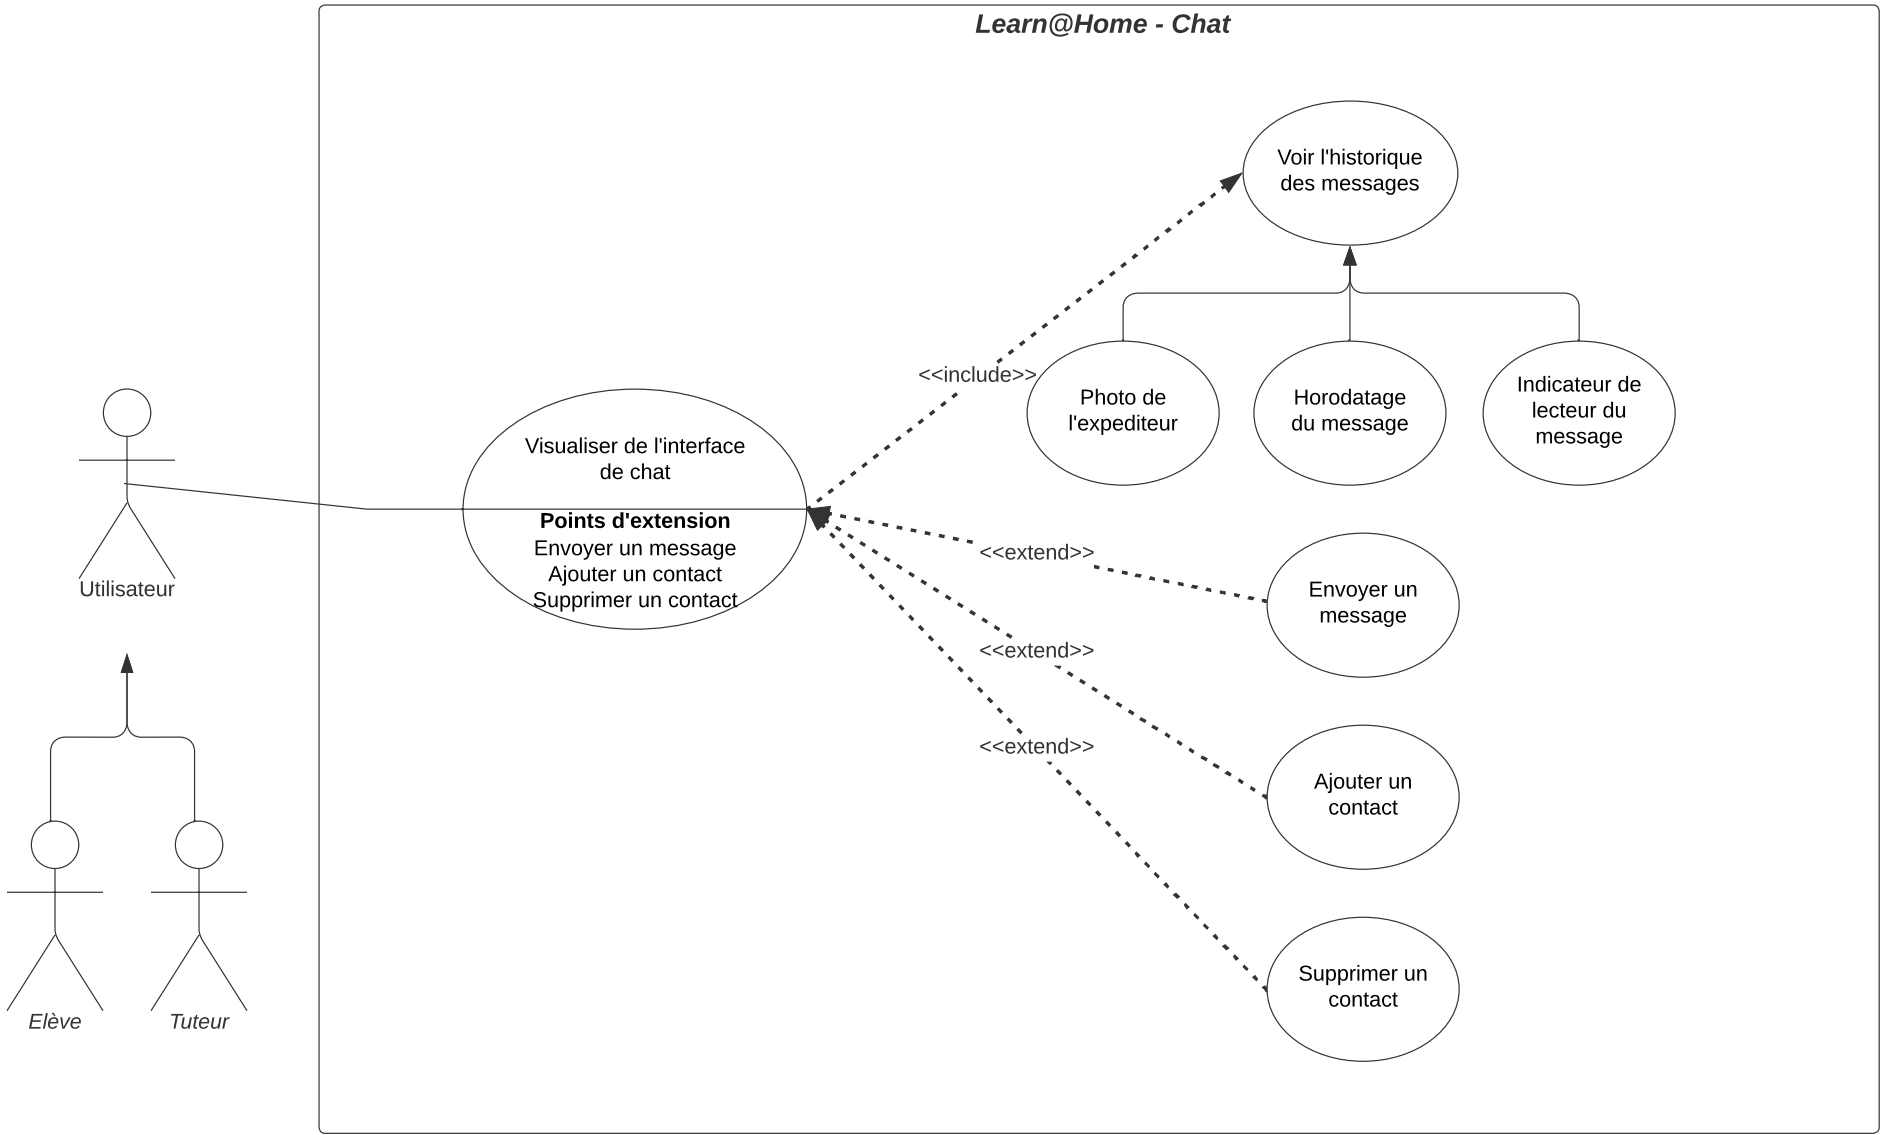 Learn@Home - Chat
Voir l'historique
des messages
<<include>>
Photo de
l'expediteur
Horodatage
du message
Indicateur de
lecteur du
message
Visualiser de l'interface
de chat
Points d'extension
Envoyer un message
Ajouter un contact
Supprimer un contact
Utilisateur
<<extend>>
Envoyer un
message
<<extend>>
Ajouter un
contact
<<extend>>
Supprimer un
contact
Elève
Tuteur